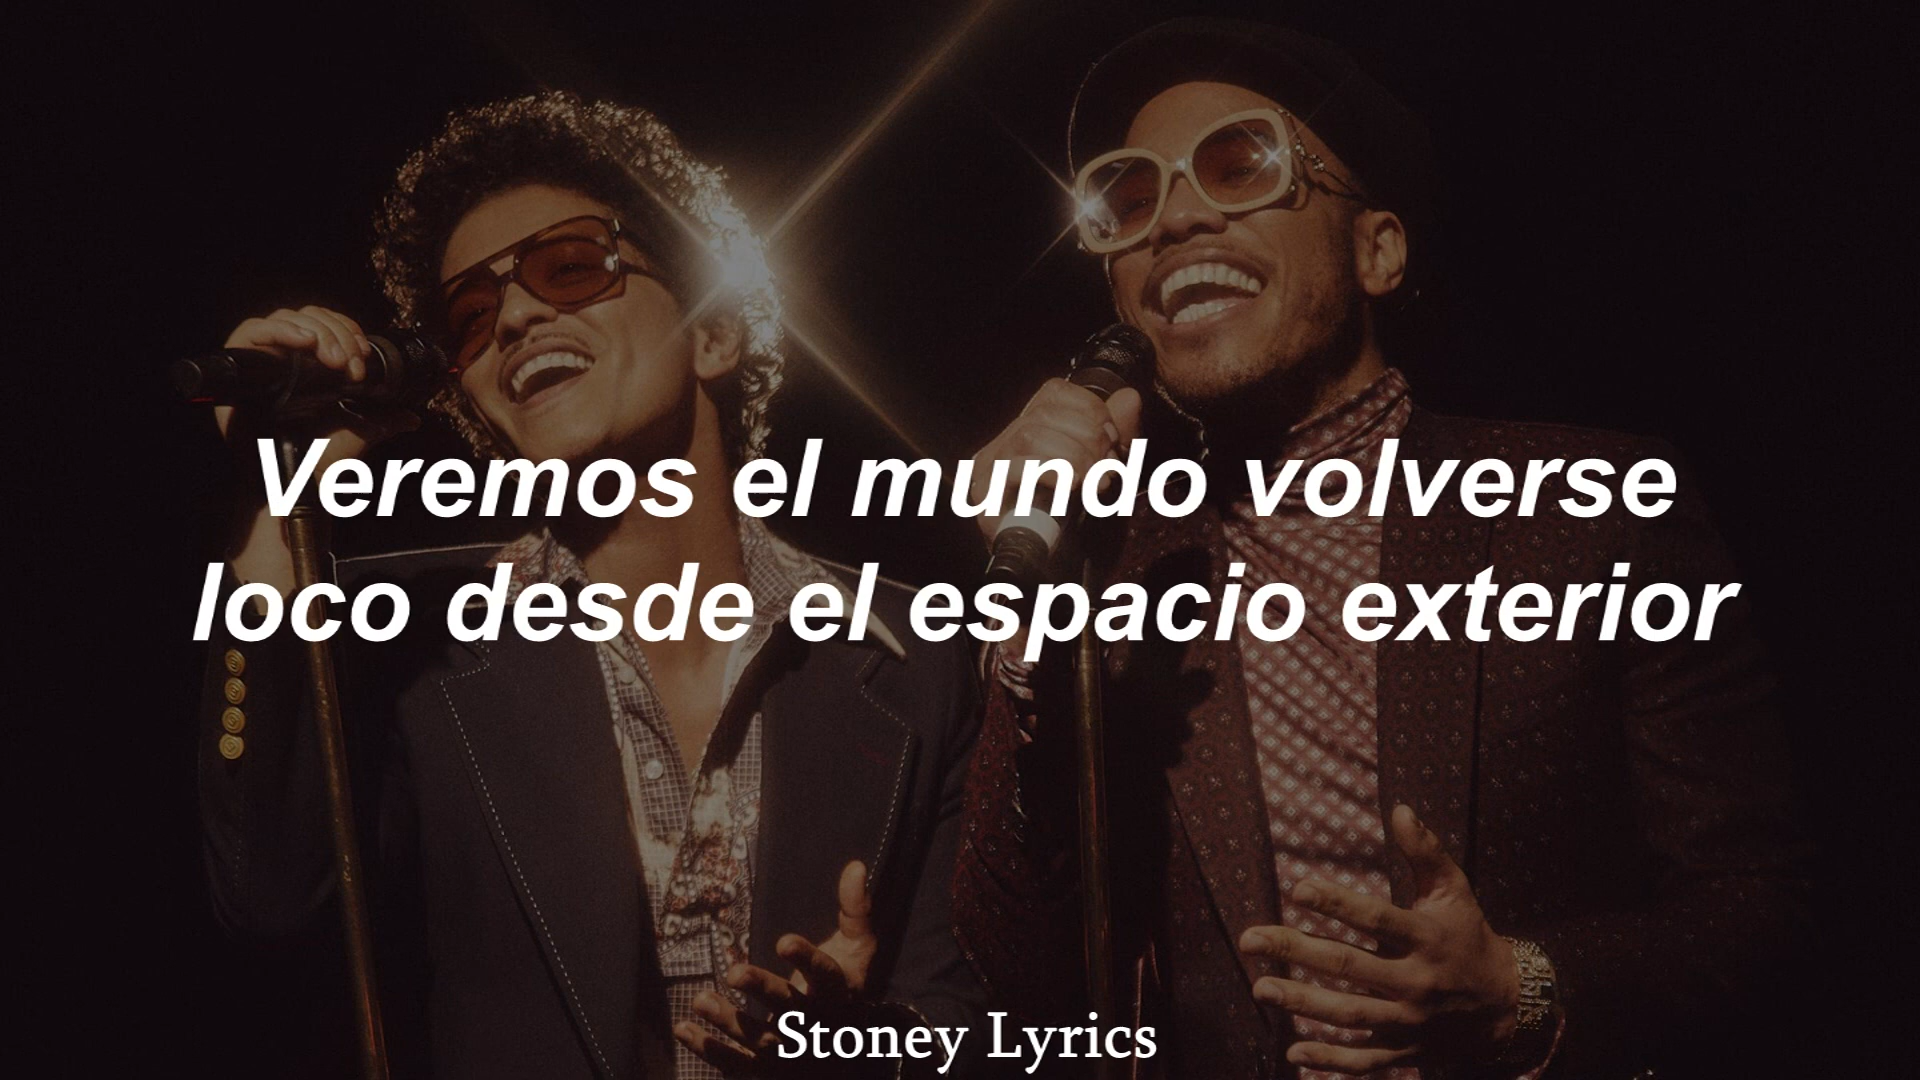 Veremos el mundo volverse
loco desde el espacio exterior
Stoney Lyrics